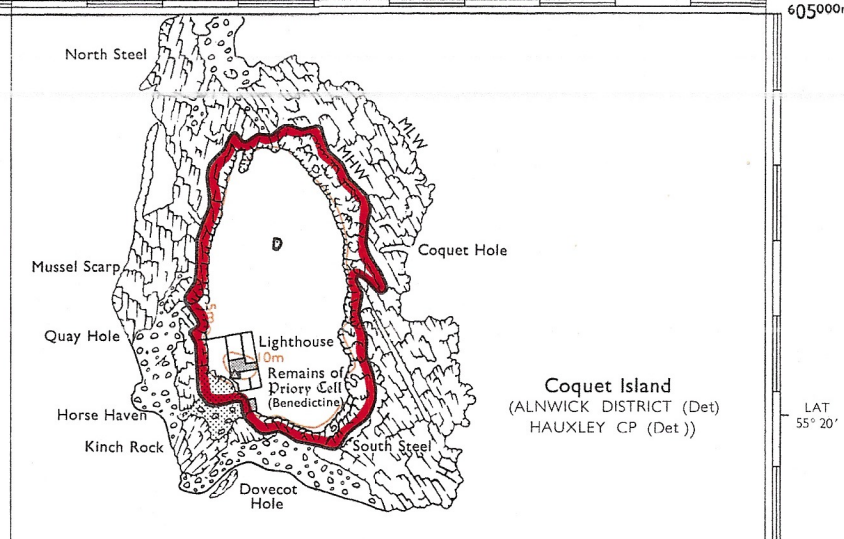 605000m
North Steel
MLW
MHW
D
Coquet Hole
Mussel Scarp
5m
Quay Hole
Lighthouse
10m
Remains of
Priory Cell
(Benedictine)
Coquet Island
(ALNWICK DISTRICT (Det)
HAUXLEY CP (Det))
LAT
55° 20'
Horse Haven
Kinch Rock
South Steel
Dovecot
Hole